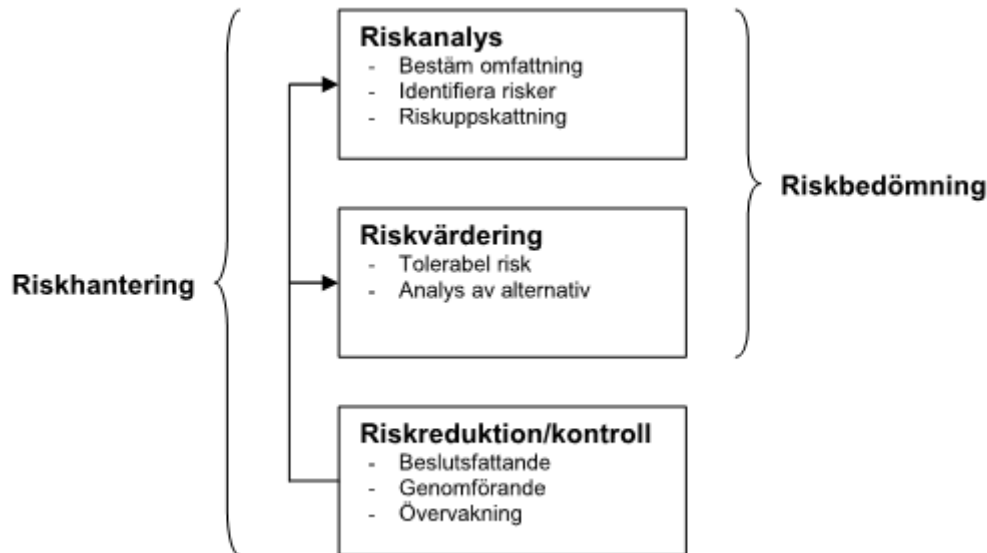 Riskanalys
- Bestäm omfattning
- Identifiera risker
- Riskuppskattning
Riskbedömning
Riskvärdering
- Tolerabel risk
- Analys av alternativ
Riskhantering
Riskreduktion/kontroll
- Beslutsfattande
- Genomförande
- Övervakning